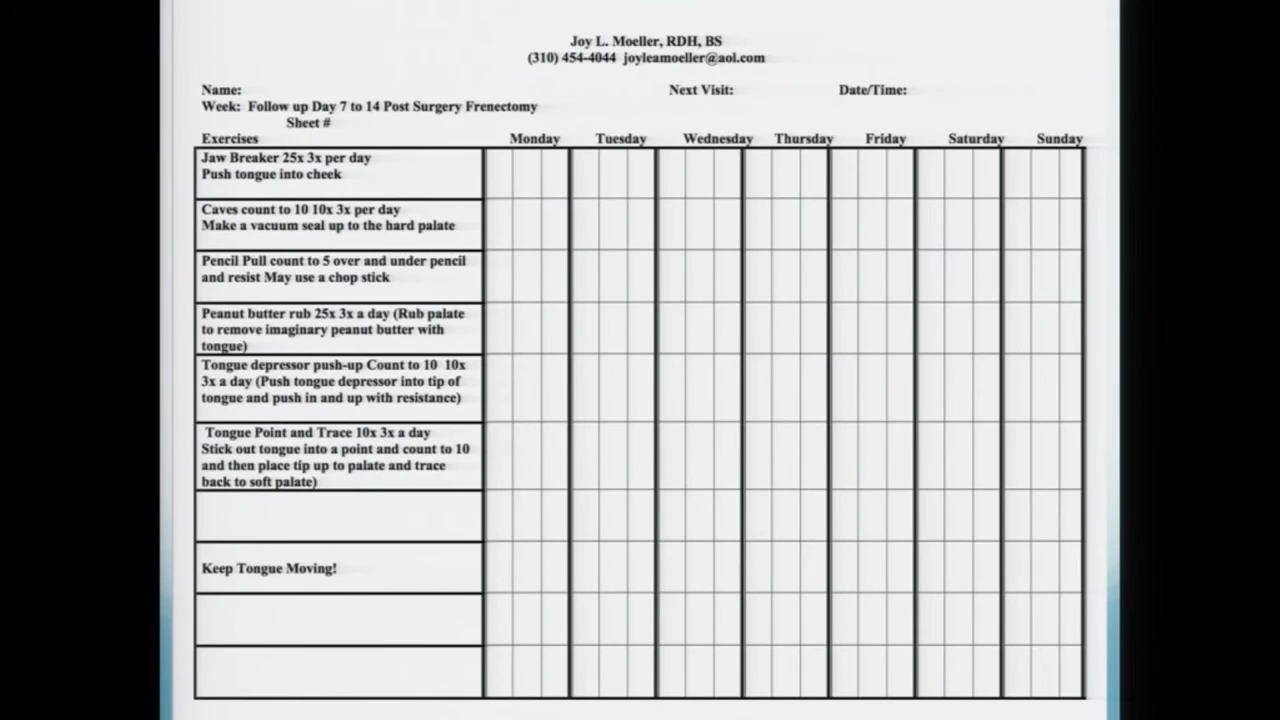 Joy L. Moeller, RDH, BS
(310) 454-4044 joyleamoeller@aol.com
Name: Next Visit: Date/Time:
Week: Follow up Day 7 to 14 Post Surgery Frenectomy
Sheet #
Exercises Monday Tuesday Wednesday Thursday Friday Saturday Sunday
Jaw Breaker 25x 3x per day
Push tongue into cheek
Caves count to 10 10x 3x per day
Make a vacuum seal up to the hard palate
Pencil Pull count to 5 over and under pencil
and resist May use a chop stick
Peanut butter rub 25x 3x a day (Rub palate
to remove imaginary peanut butter with
tongue)
Tongue depressor push-up Count to 10 10x
3x a day (Push tongue depressor into tip of
tongue and push in and up with resistance)
Tongue Point and Trace 10x 3x a day
Stick out tongue into a point and count to 10
and then place tip up to palate and trace
back to soft palate)
Keep Tongue Moving!